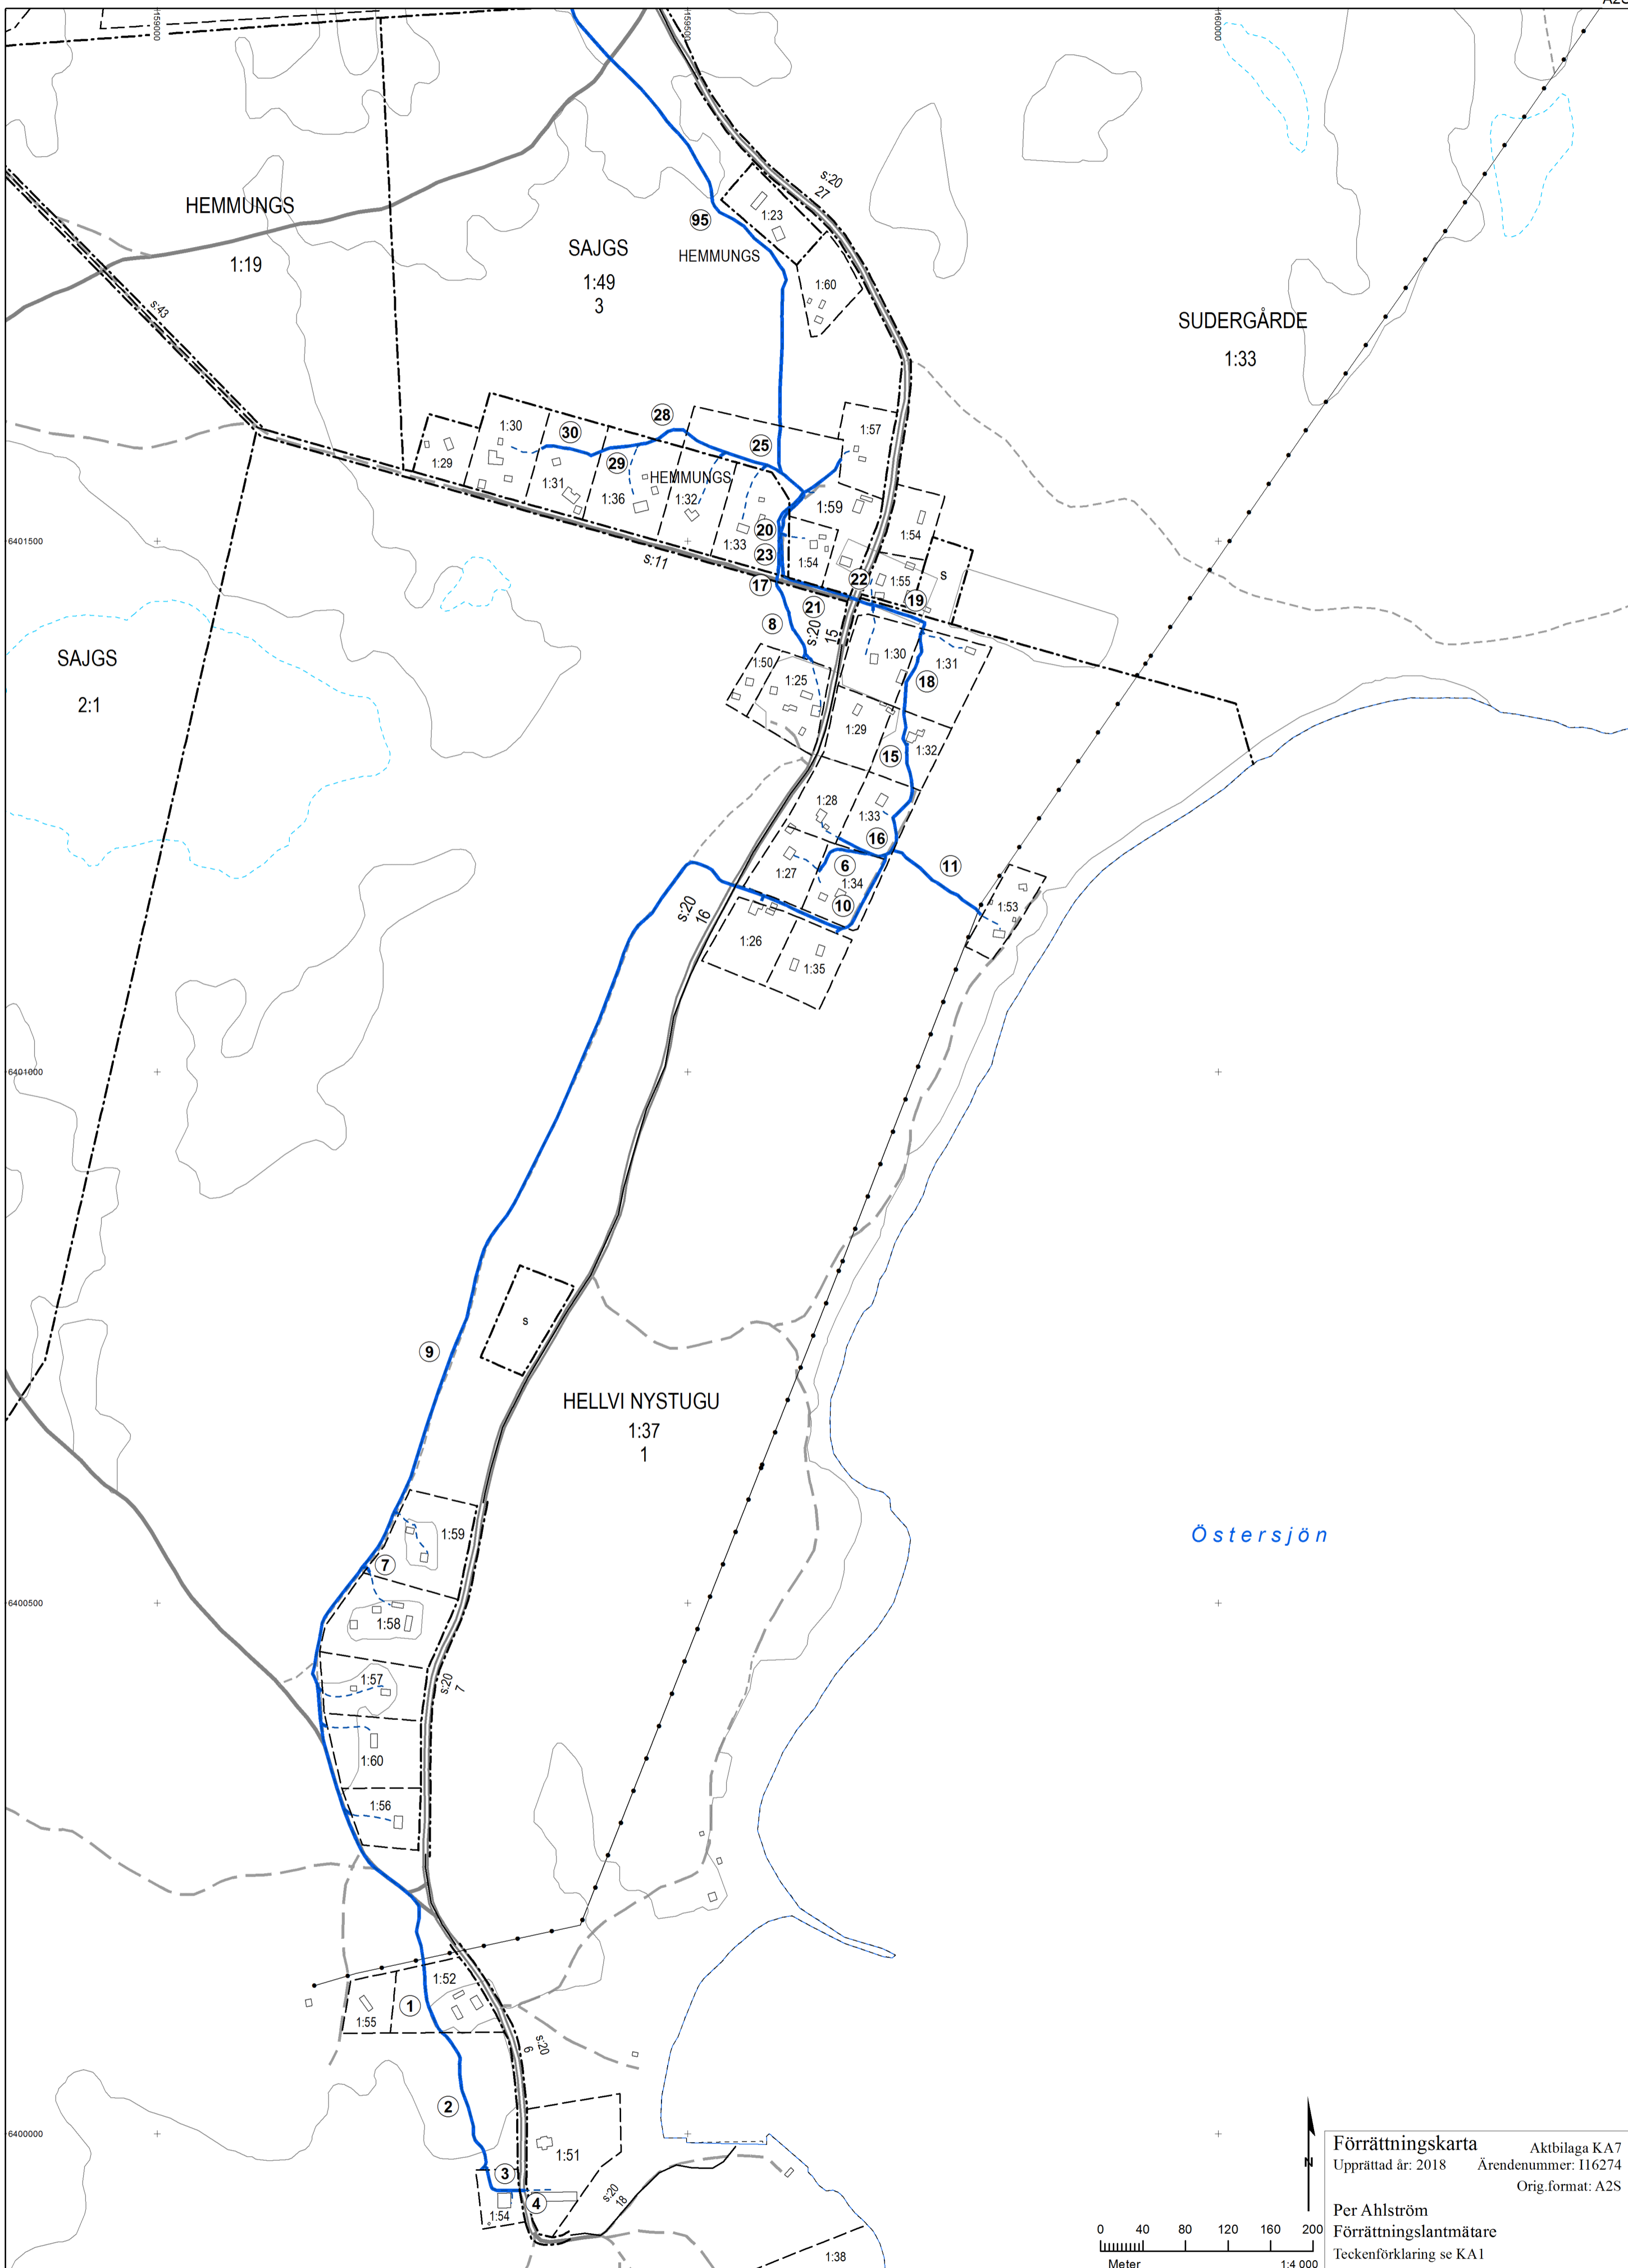 1559000
1559500
1560000
s:20
27
HEMMUNGS
1:19
SAJGS
1:49
3
95
1:23
HEMMUNGS
1:60
SUDERGÅRDE
1:33
s:43
1:30
30
28
25
1:57
1:29
29
HEMMUNGS
1:31
1:36
1:32
1:59
20
1:33
23
1:54
1:54
6401500
s:11
17
22
1:55
s
19
21
8
s:20
15
SAJGS
2:1
1:50
1:25
1:30
1:31
18
1:29
15
1:32
1:28
1:33
16
6
11
1:27
1:34
10
1:53
s:20
16
1:26
1:35
6401000
s
9
HELLVI NYSTUGU
1:37
1
1:59
Östersjön
7
6400500
1:58
1:57
s:20
7
1:60
1:56
1:52
1
1:55
s:20
6
2
6400000
1:51
3
4
1:54
s:20
18
1:38
N
0 40 80 120 160 200
Meter
1:4 000
Förrättningskarta
Aktbilaga KA7
Upprättad år: 2018
Ärendenummer: I16274
Orig.format: A2S
Per Ahlström
Förrättningslantmätare
Teckenförklaring se KA1